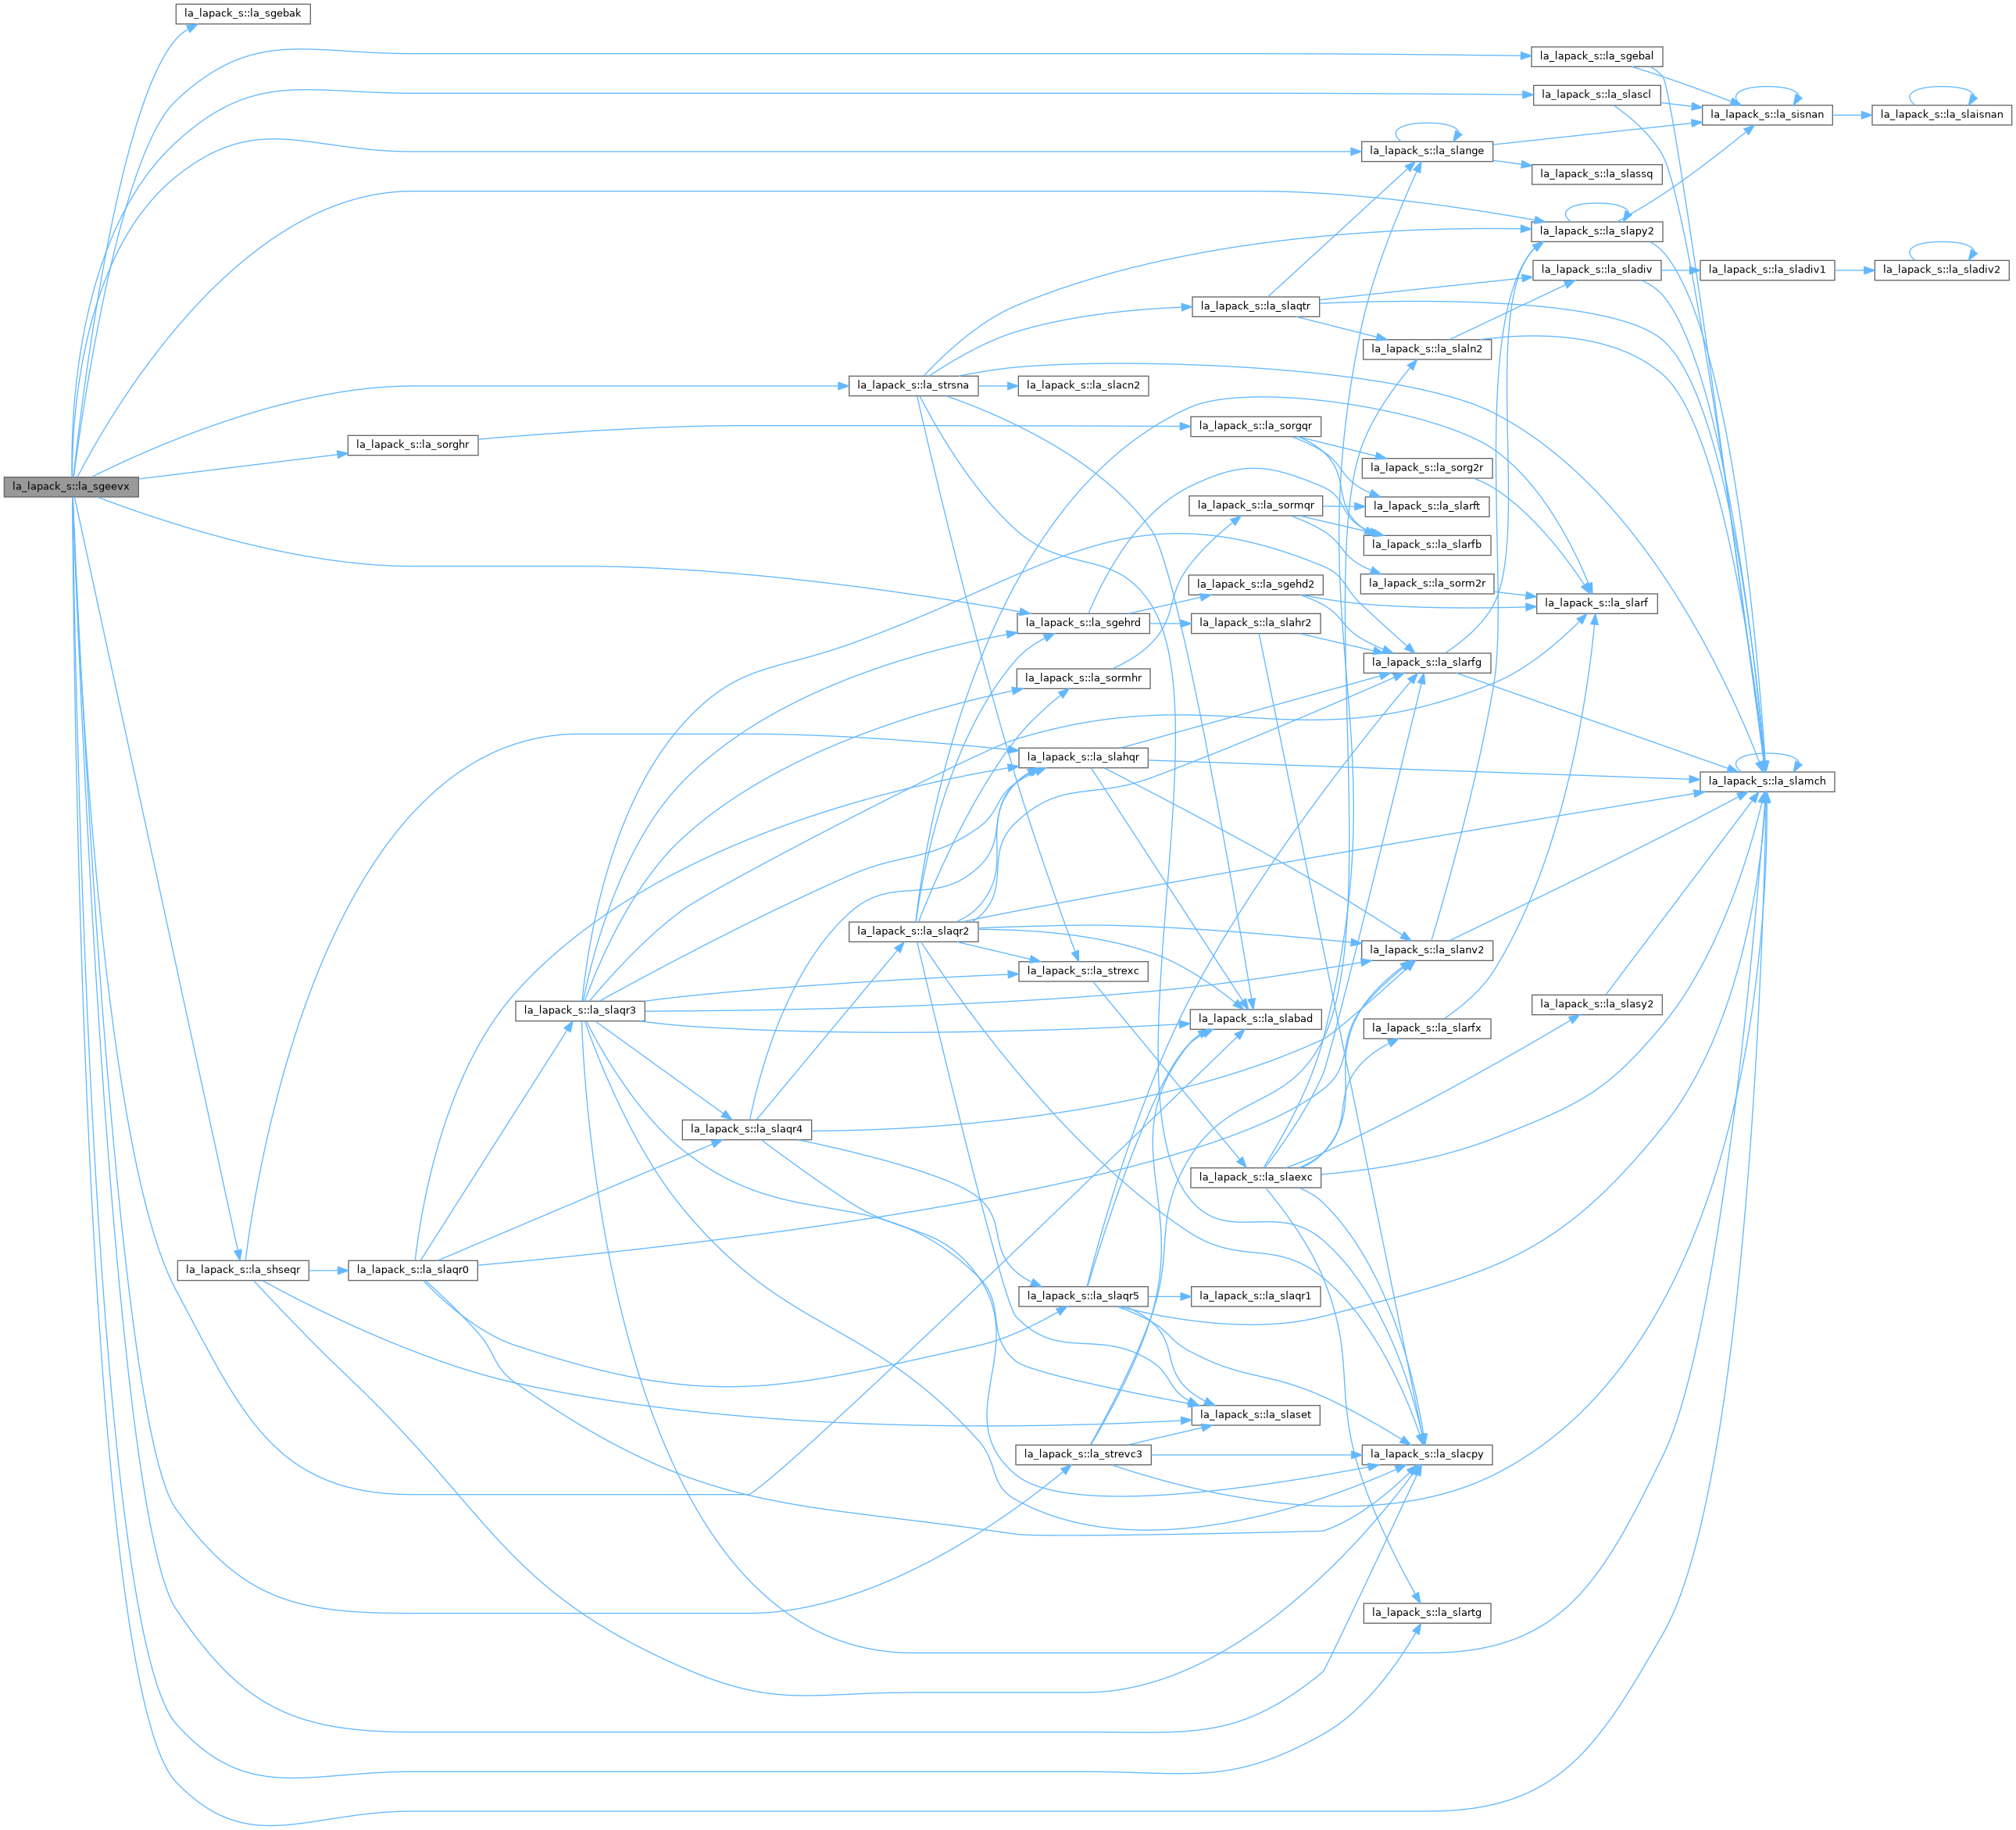 la_lapack_s::la_sgebak
la_lapack_s::la_sgebal
la_lapack_s::la_slascl
la_lapack_s::la_sisnan
la_lapack_s::la_slaisnan
la_lapack_s::la_slange
la_lapack_s::la_slassq
la_lapack_s::la_slapy2
la_lapack_s::la_sladiv
la_lapack_s::la_sladiv1
la_lapack_s::la_sladiv2
la_lapack_s::la_slaqtr
la_lapack_s::la_slaln2
la_lapack_s::la_strsna
la_lapack_s::la_slacn2
la_lapack_s::la_sorgqr
la_lapack_s::la_sorghr
la_lapack_s::la_sorg2r
la_lapack_s::la_sgeevx
la_lapack_s::la_sormqr
la_lapack_s::la_slarft
la_lapack_s::la_slarfb
la_lapack_s::la_sgehd2
la_lapack_s::la_sorm2r
la_lapack_s::la_slarf
la_lapack_s::la_sgehrd
la_lapack_s::la_slahr2
la_lapack_s::la_slarfg
la_lapack_s::la_sormhr
la_lapack_s::la_slahqr
la_lapack_s::la_slamch
la_lapack_s::la_slaqr2
la_lapack_s::la_slanv2
la_lapack_s::la_strexc
la_lapack_s::la_slasy2
la_lapack_s::la_slaqr3
la_lapack_s::la_slabad
la_lapack_s::la_slarfx
la_lapack_s::la_slaqr4
la_lapack_s::la_slaexc
la_lapack_s::la_shseqr
la_lapack_s::la_slaqr0
la_lapack_s::la_slaqr5
la_lapack_s::la_slaqr1
la_lapack_s::la_slaset
la_lapack_s::la_strevc3
la_lapack_s::la_slacpy
la_lapack_s::la_slartg